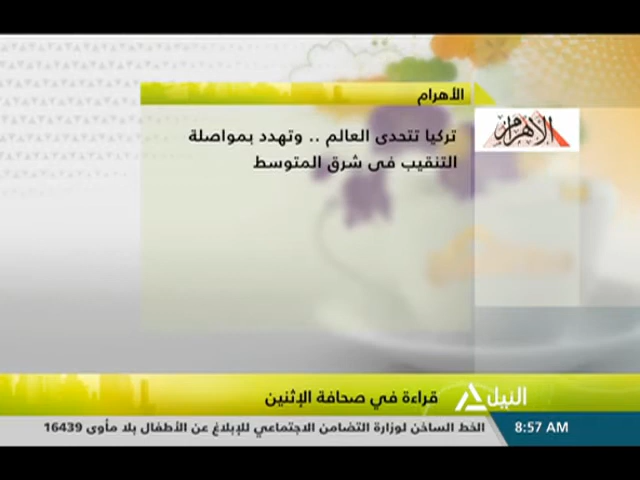 الأهرام
الأهرام
تركيا تتحدى العالم .. وتهدد بمواصلة
التنقيب فى شرق المتوسط
النيل
قراءة في صحافة الإثنين
8:57 AM
الخط الساخن لوزارة التضامن الاجتماعي للإبلاغ عن الأطفال بلا مأوى 16439